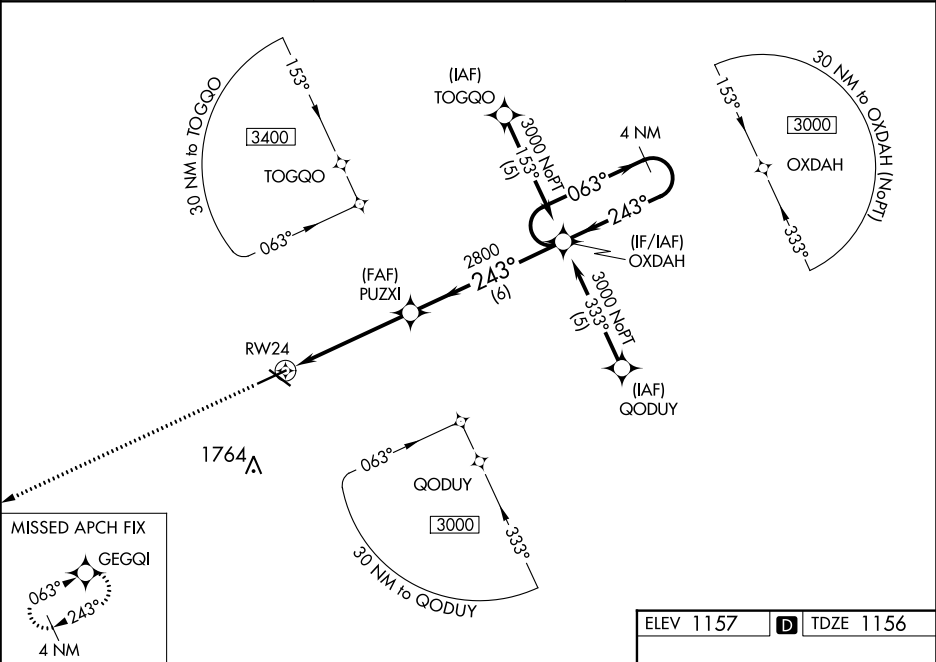 30 NM to TOGQO
153°
3400
TOGQO
063°
(IAF)
TOGQO
3000 NoPT
153°
(5)
4 NM
063°
243°
(IF/IAF)
OXDAH
30 NM to OXDAH (NoPT)
153°
3000
OXDAH
333°
2800
243°
(6)
(FAF)
PUZXI
3000 NoPT
333°
(5)
(IAF)
QODUY
RW24
1764
063°
QODUY
3000
333°
30 NM to QODUY
MISSED APCH FIX
GEGQI
063°
243°
4 NM
ELEV 1157 D TDZE 1156